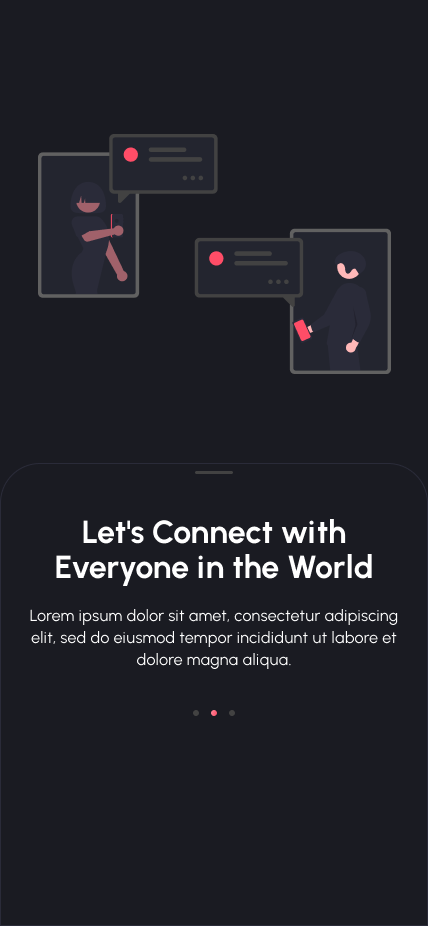 Let's Connect with
Everyone in the World
Lorem ipsum dolor sit amet, consectetur adipiscing
elit, sed do eiusmod tempor incididunt ut labore et
dolore magna aliqua.